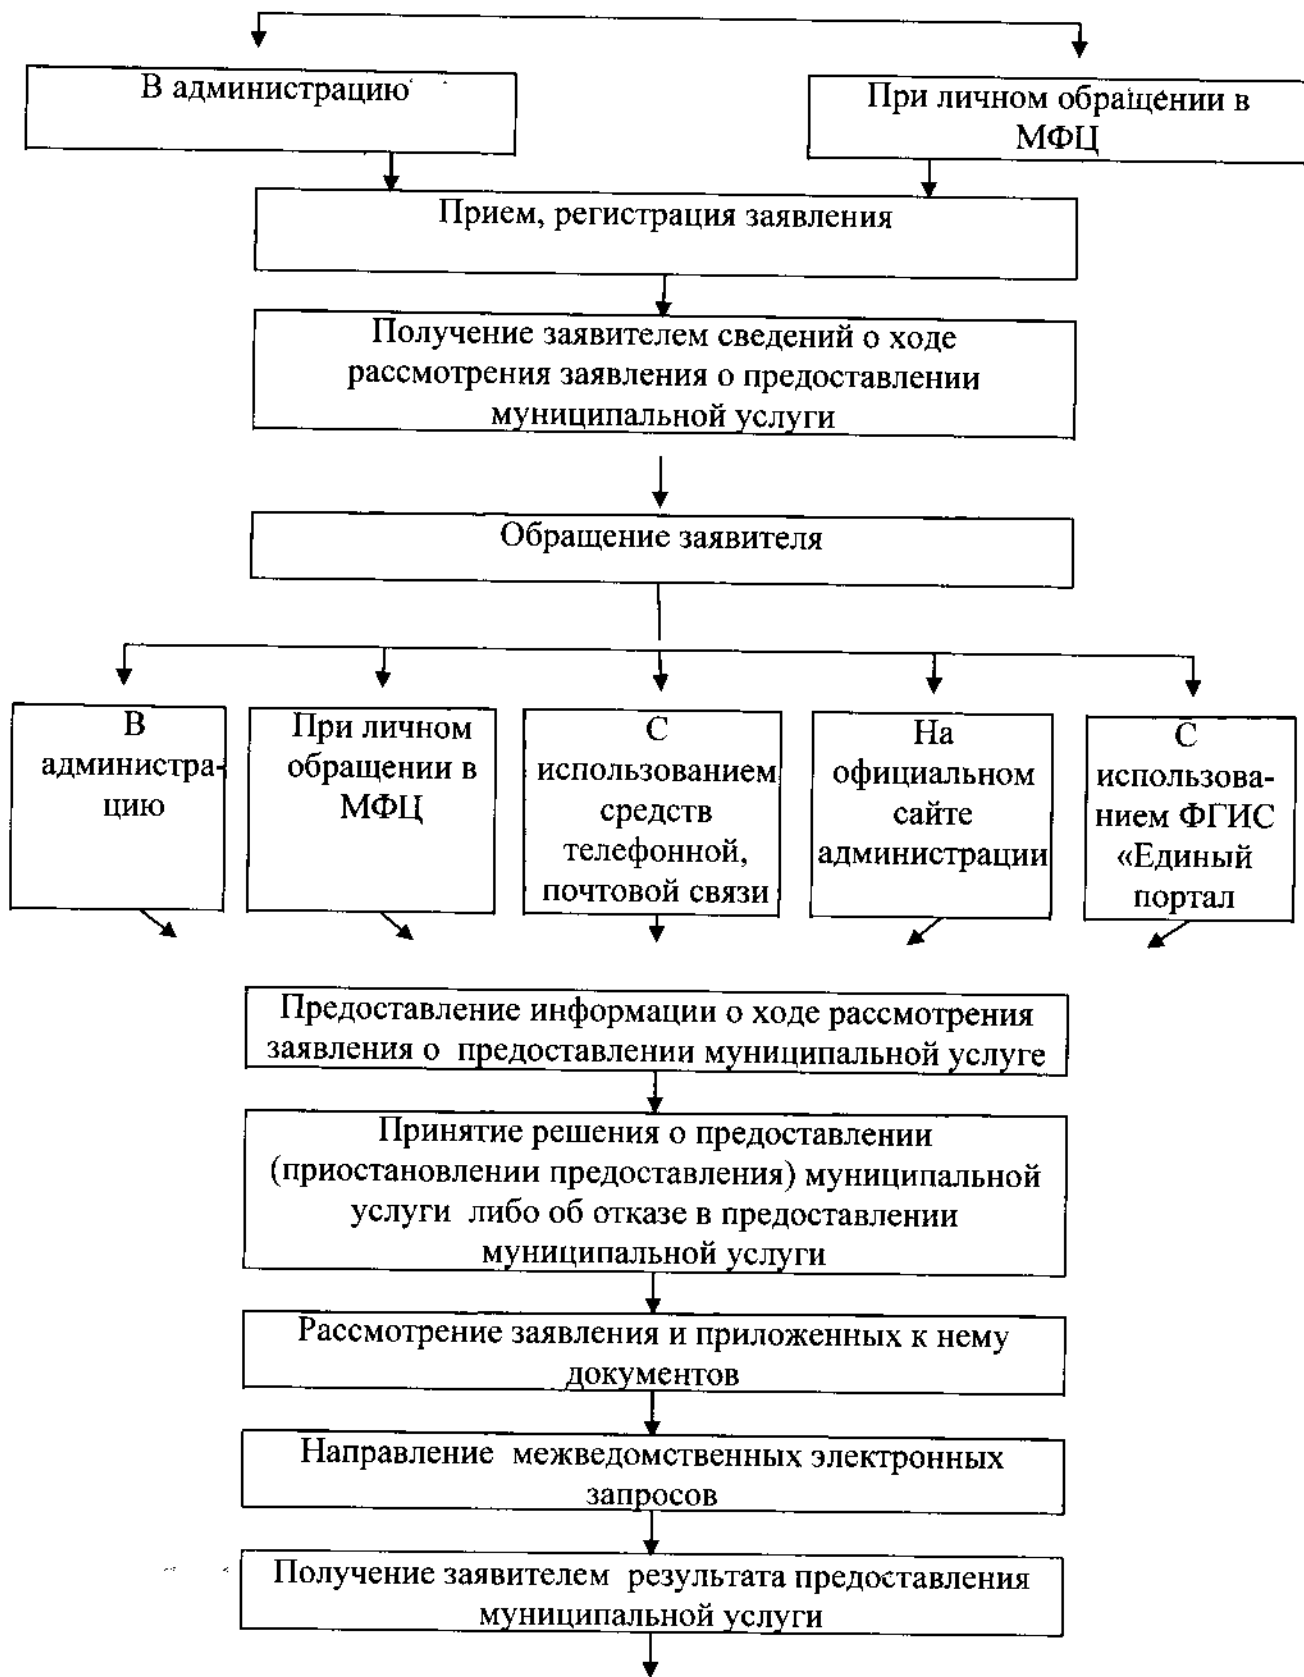 В администрацию
При личном обращении в
МФЦ
Прием, регистрация заявления
Получение заявителем сведений о ходе
рассмотрения заявления о предоставлении
муниципальной услуги
Обращение заявителя
В
администра-
цию
При личном
обращении в
МФЦ
С
использованием
средств
телефонной,
почтовой связи
На
официальном
сайте
администрации
С
использова-
нием ФГИС
«Единый
портал
Предоставление информации о ходе рассмотрения
заявления о предоставлении муниципальной услуге
Принятие решения о предоставлении
(приостановлении предоставления) муниципальной
услуги либо об отказе в предоставлении
муниципальной услуги
Рассмотрение заявления и приложенных к нему
документов
Направление межведомственных электронных
запросов
Получение заявителем результата предоставления
муниципальной услуги